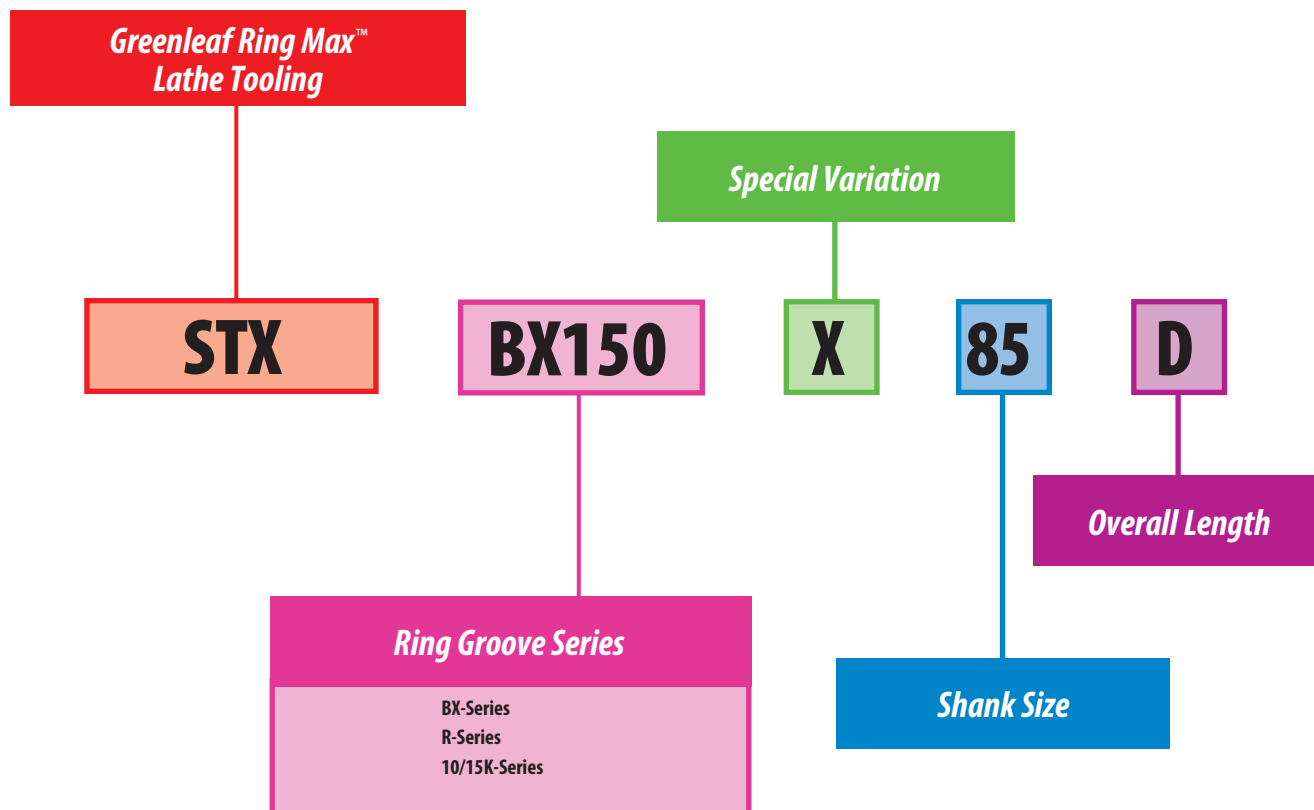 Greenleaf Ring Max™
Lathe Tooling
Special Variation
STX BX150 X 85 D
Overall Length
Ring Groove Series
BX-Series
R-Series
10/15K-Series
Shank Size